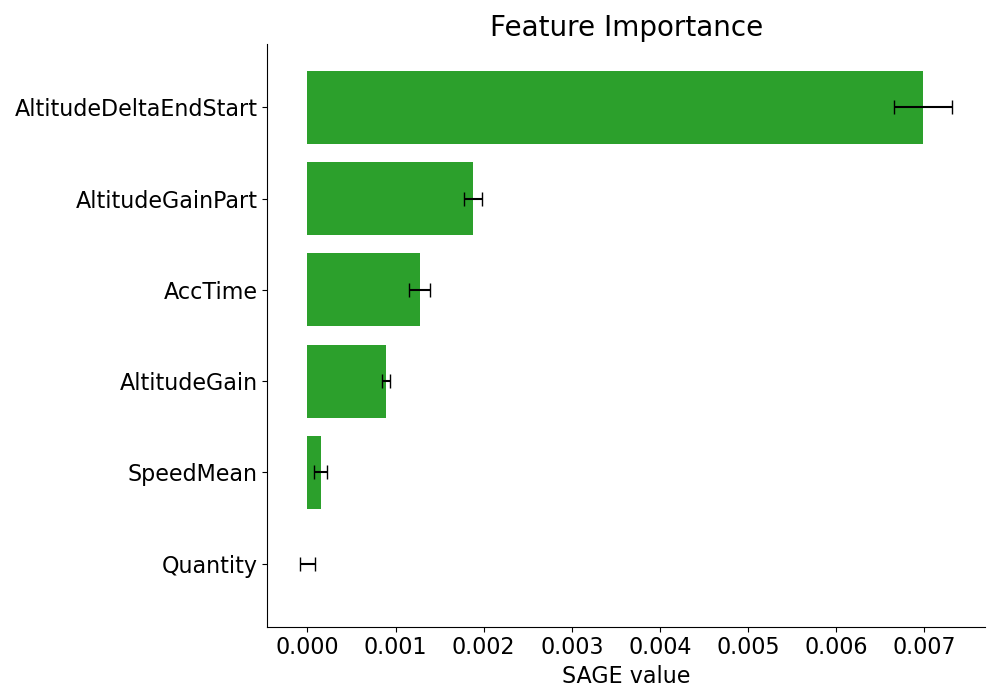 Feature Importance
AltitudeDeltaEndStart
AltitudeGainPart
AccTime
AltitudeGain
SpeedMean
Quantity
0.000 0.001 0.002 0.003 0.004 0.005 0.006 0.007
SAGE value